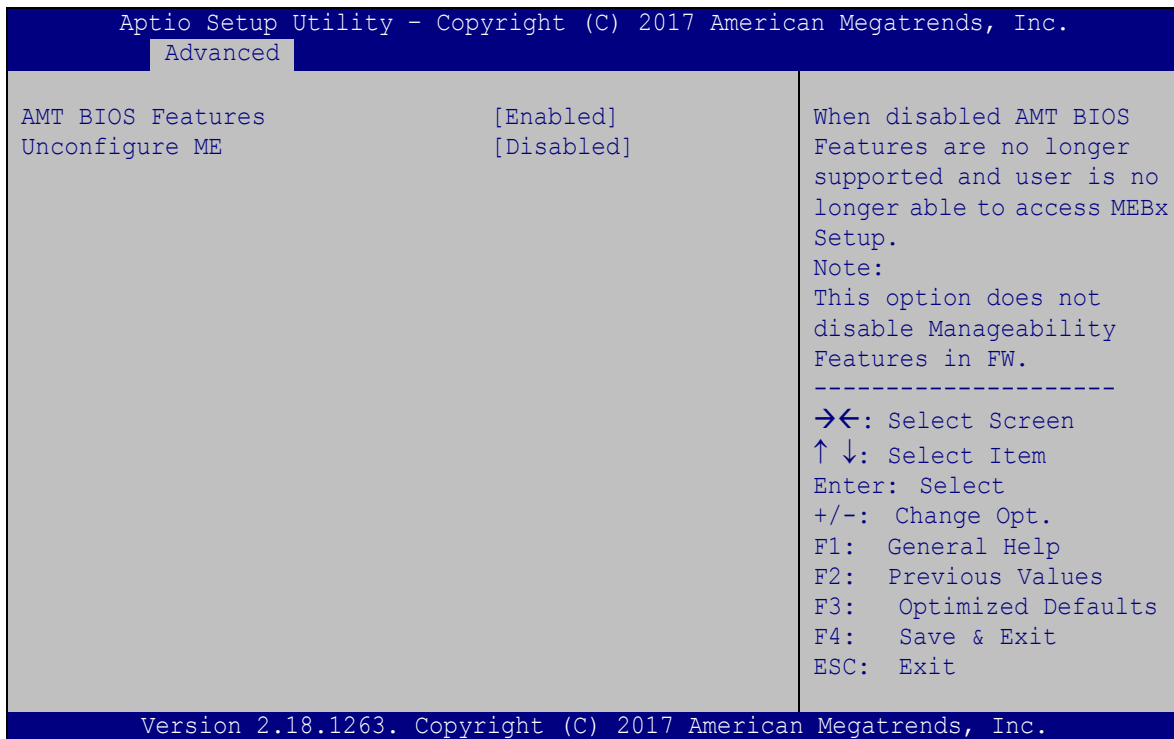 Aptio Setup Utility – Copyright (C) 2017 American Megatrends, Inc.
Advanced
AMT BIOS Features [Enabled]
Unconfigure ME [Disabled]
When disabled AMT BIOS
Features are no longer
supported and user is no
longer able to access MEBx
Setup.
Note:
This option does not
disable Manageability
Features in FW.
---------------------
→←: Select Screen
↑ ↓: Select Item
Enter: Select
+/-: Change Opt.
F1: General Help
F2: Previous Values
F3: Optimized Defaults
F4: Save & Exit
ESC: Exit
Version 2.18.1263. Copyright (C) 2017 American Megatrends, Inc.